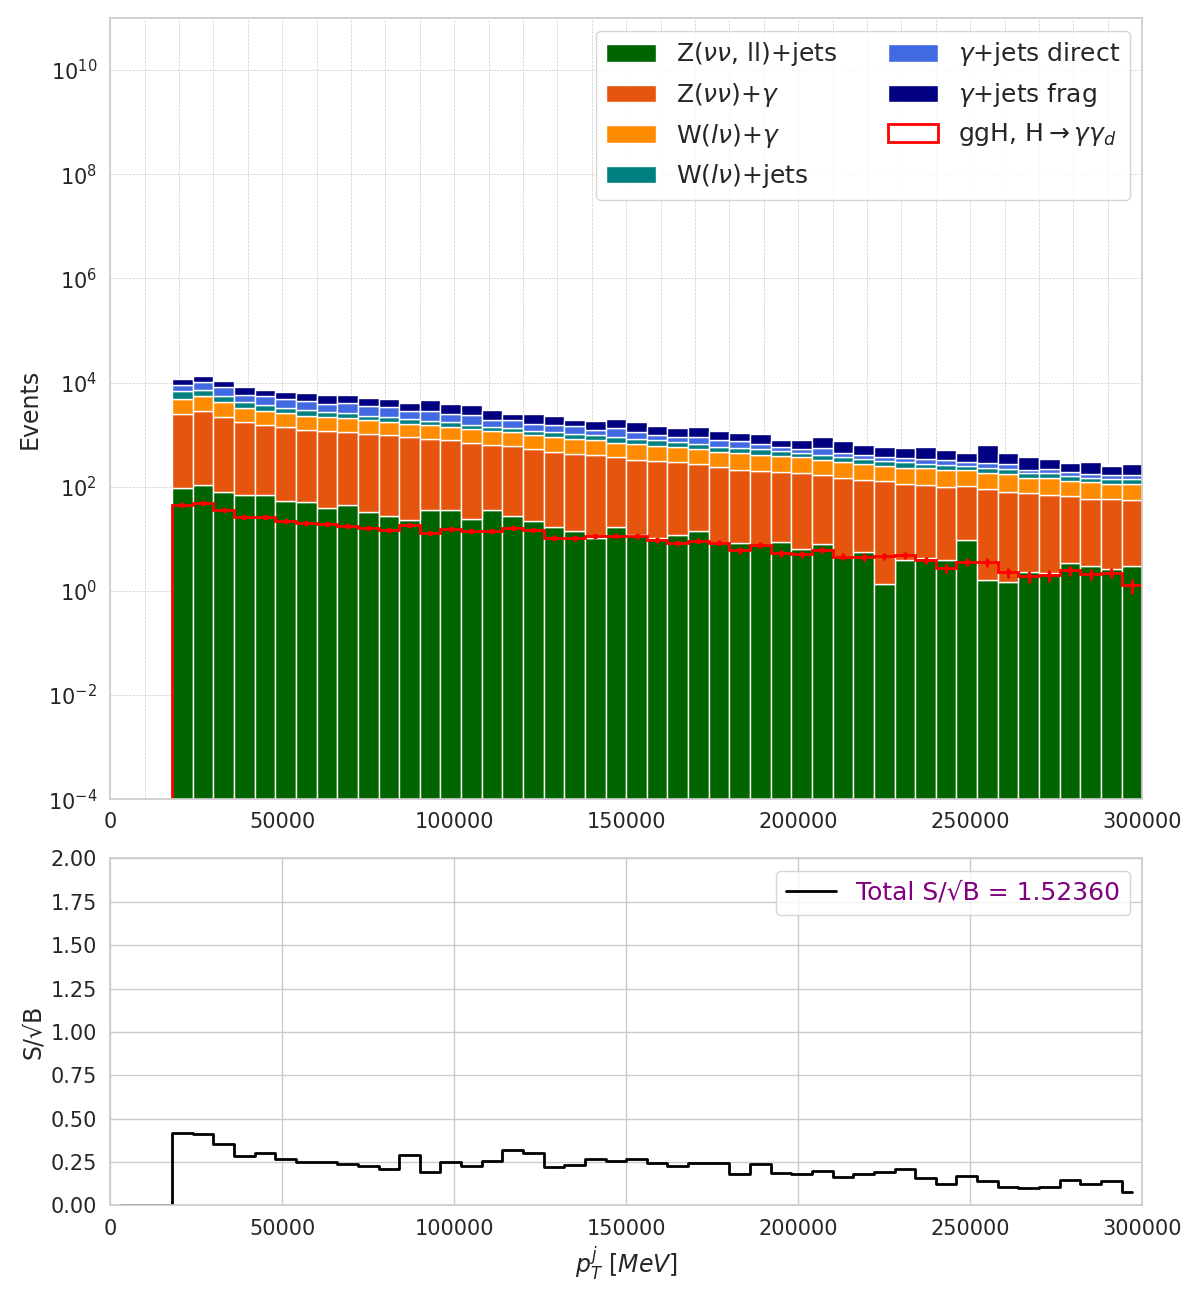 Z(νν, ll)+jets
Z(νν)+γ
W(lν)+γ
W(lν)+jets
γ+jets direct
γ+jets frag
ggH, H→γγ_d
Events
10^10
10^8
10^6
10^4
10^2
10^0
10^−2
10^−4
0 50000 100000 150000 200000 250000 300000
Total S/√B = 1.52360
S/√B
2.00
1.75
1.50
1.25
1.00
0.75
0.50
0.25
0.00
0 50000 100000 150000 200000 250000 300000
p_T^j [MeV]